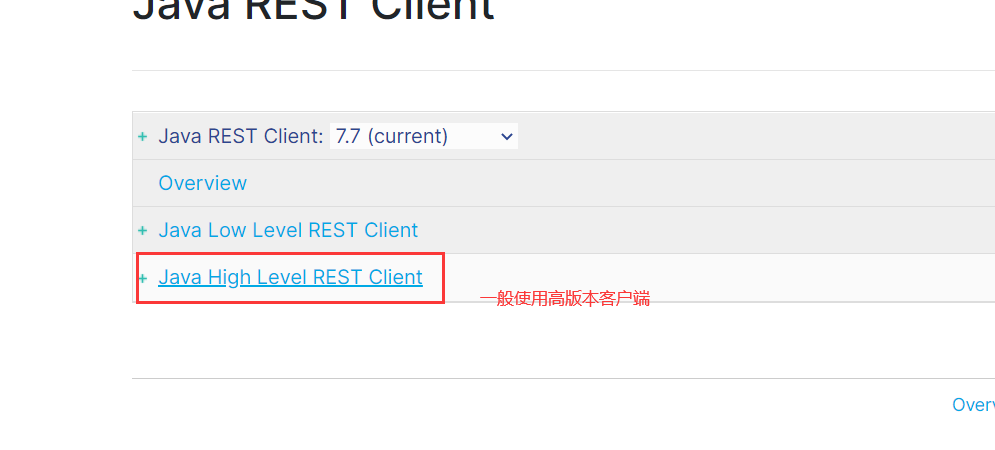 Java REST Client
+ Java REST Client: 7.7 (current)
Overview
+ Java Low Level REST Client
+ Java High Level REST Client
一般使用高版本客户端